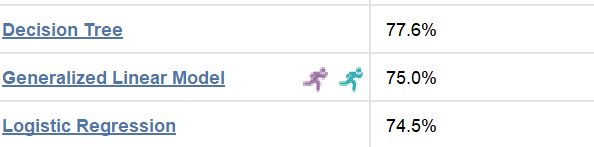 Decision Tree 77.6%
Generalized Linear Model 75.0%
Logistic Regression 74.5%